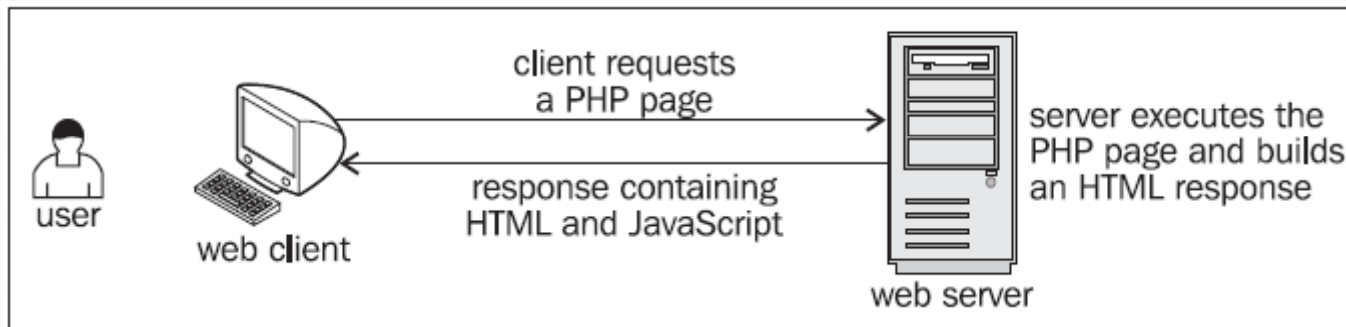 client requests
a PHP page
server executes the
PHP page and builds
an HTML response
response containing
HTML and JavaScript
user
web client
web server